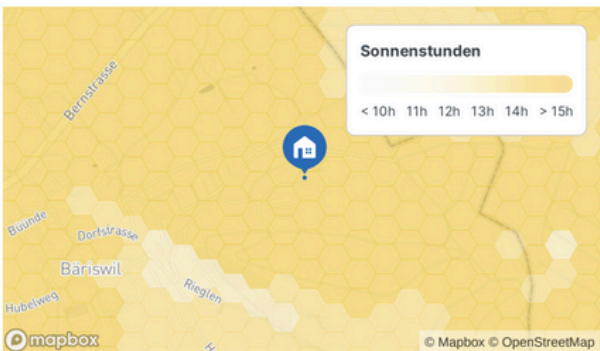 Sonnenstunden
< 10h 11h 12h 13h 14h > 15h
Bernstrasse
Buunde
Dorfstrasse
Bäriswil
Rieglen
Hubelweg
H
mapbox
© Mapbox © OpenStreetMap